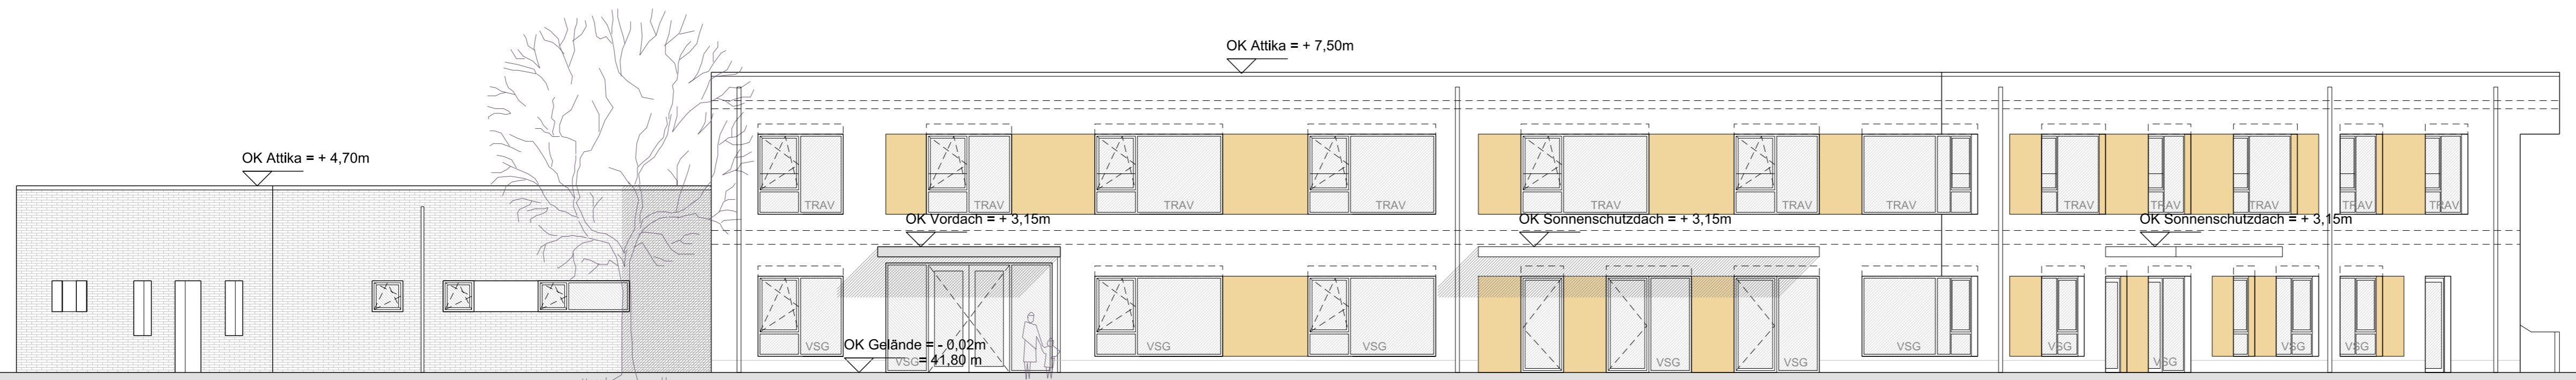 OK Attika = + 7,50m
OK Attika = + 4,70m
TRAV
TRAV
TRAV
TRAV
TRAV
TRAV
TRAV
TRAV
TRAV
TRAV
TRAV
TRAV
OK Vordach = + 3,15m
OK Sonnenschutzdach = + 3,15m
OK Sonnenschutzdach = + 3,15m
VSG
VSG
VSG
VSG
VSG
VSG
VSG
OK Gelände = - 0,02m
VSG
= 41,80 m
VSG
VSG
VSG